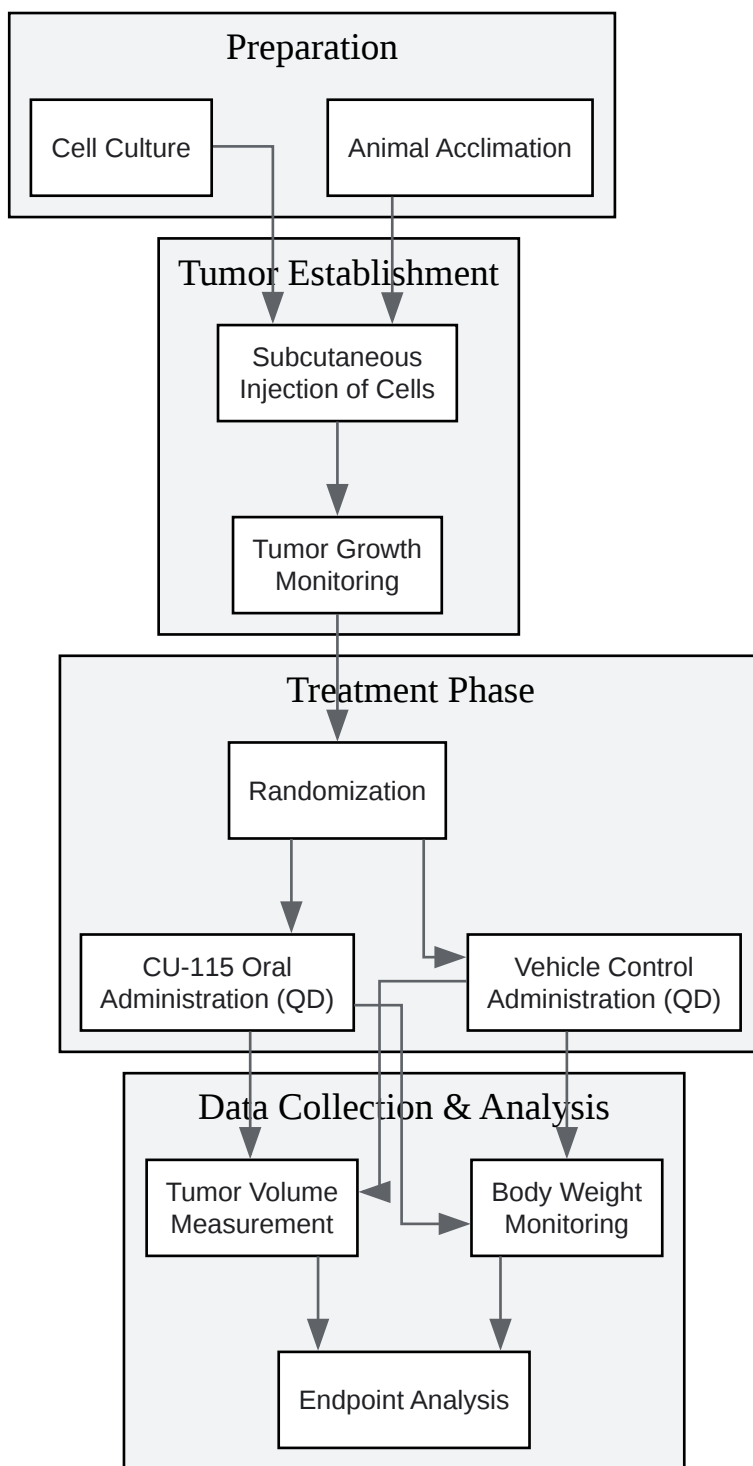 Preparation
Cell Culture
Animal Acclimation
Tumor Establishment
Subcutaneous
Injection of Cells
Tumor Growth
Monitoring
Treatment Phase
Randomization
CU-115 Oral
Administration (QD)
Vehicle Control
Administration (QD)
Data Collection & Analysis
Tumor Volume
Measurement
Body Weight
Monitoring
Endpoint Analysis